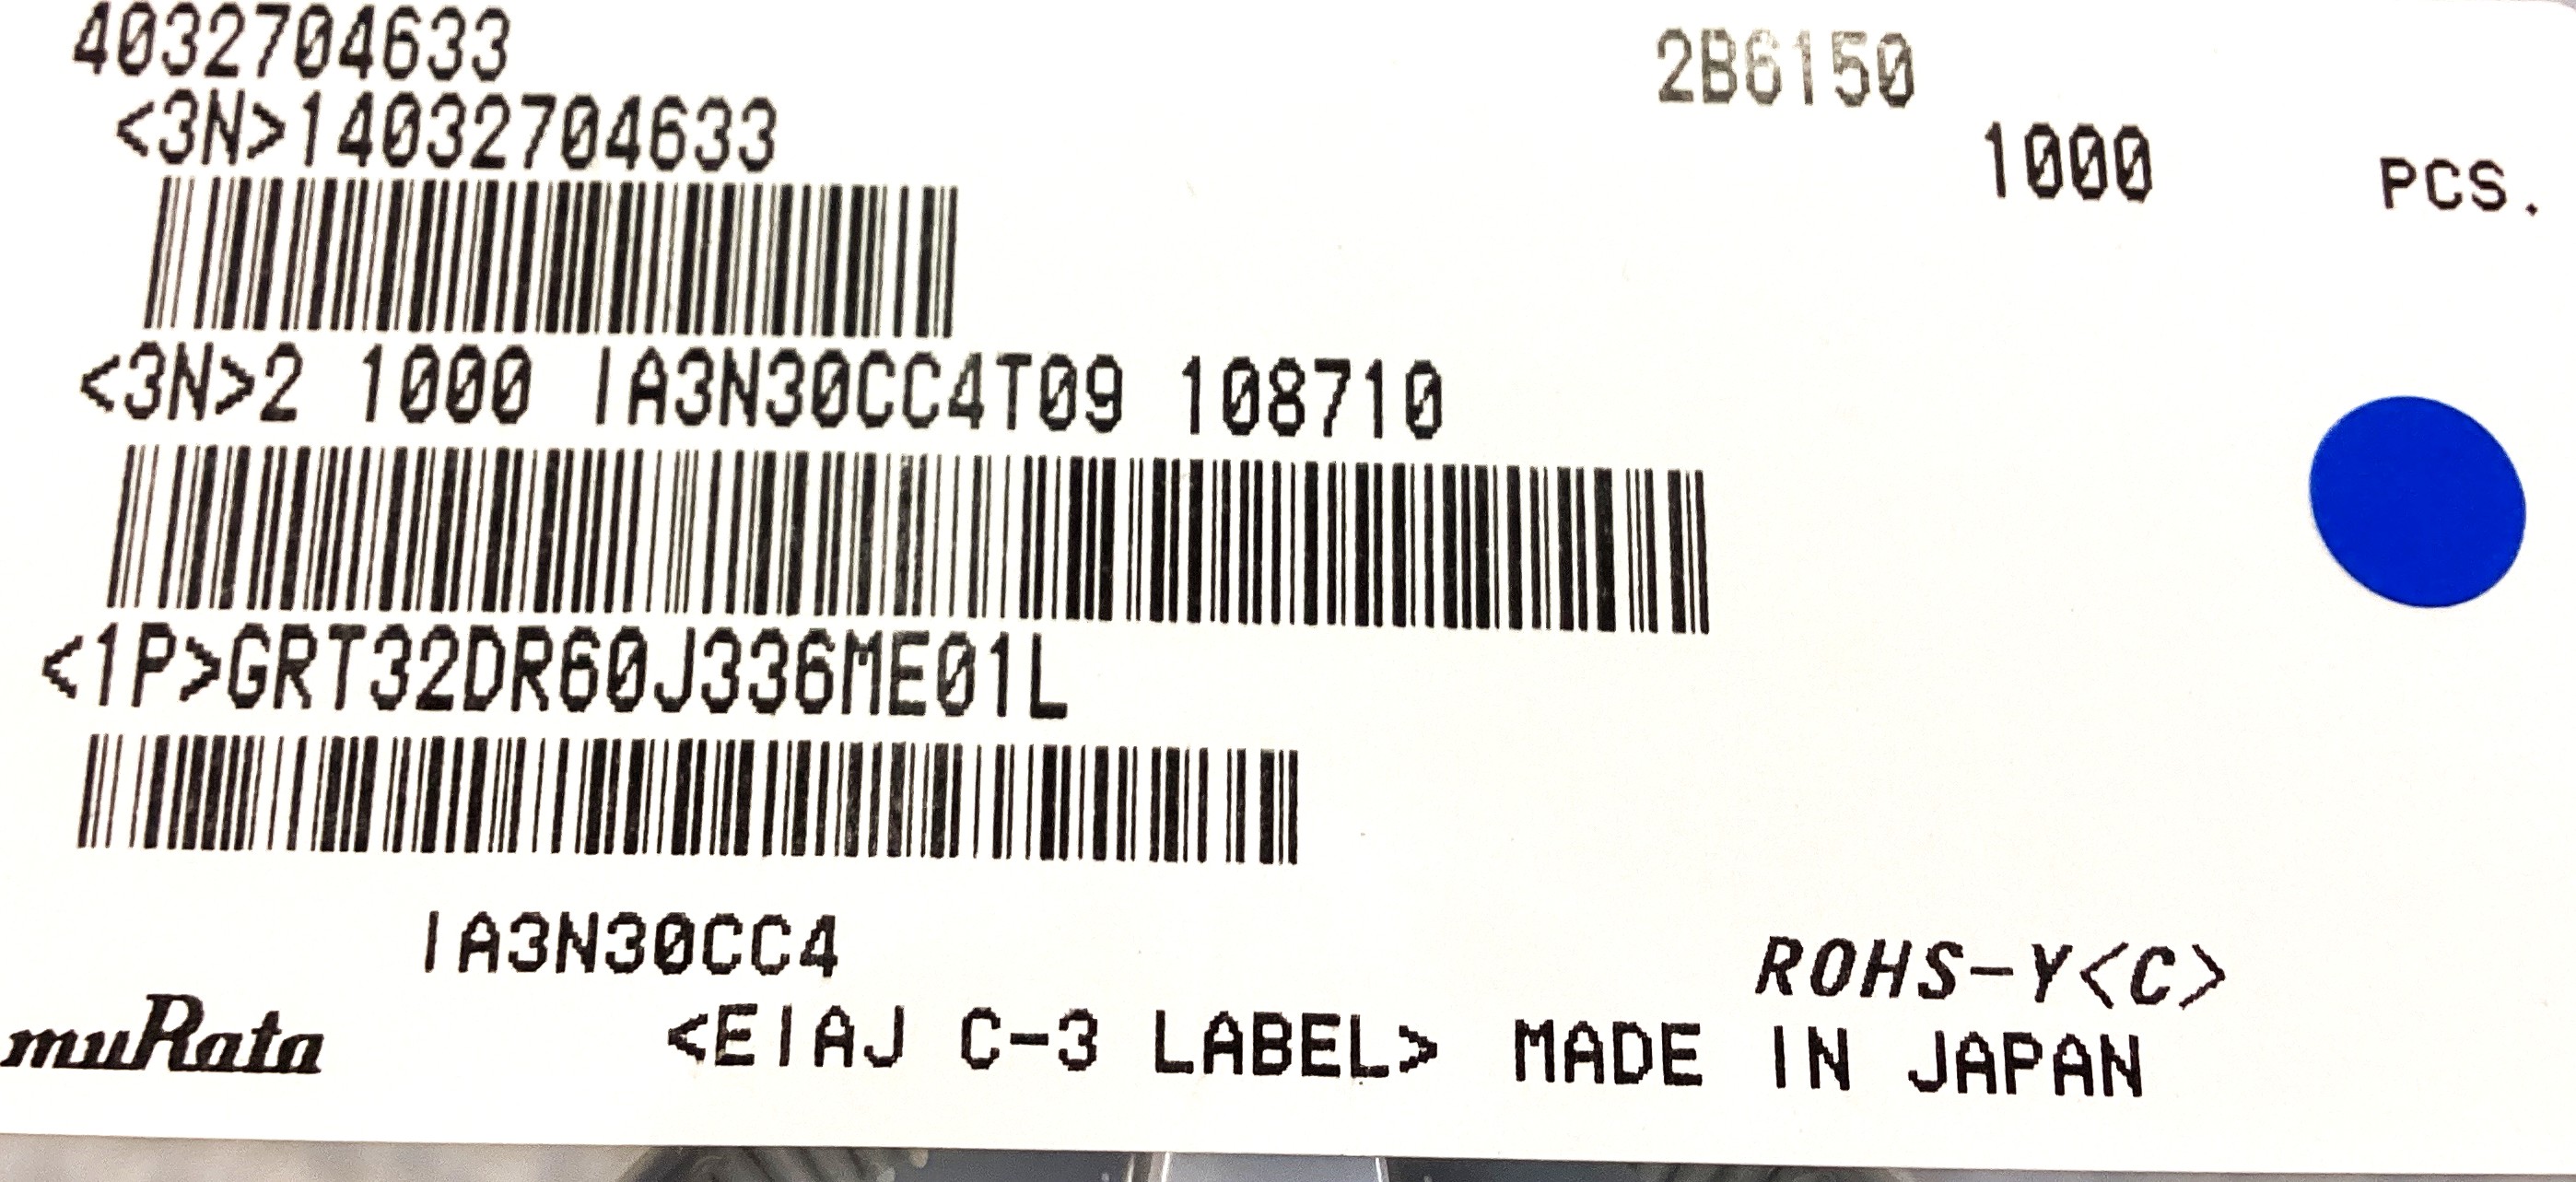 4032704633
2B6150
<3N>14032704633
1000 PCS.
<3N>2 1000 IA3N30CC4T09 108710
<1P>GRT32DR60J336ME01L
IA3N30CC4
ROHS-Y<C>
muRata
<EIAJ C-3 LABEL> MADE IN JAPAN